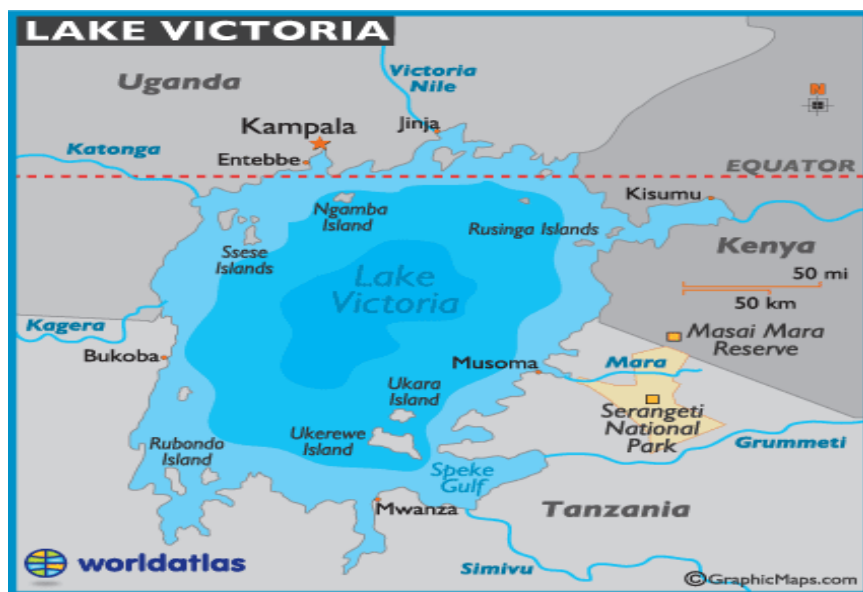 LAKE VICTORIA
Uganda
Victoria
Nile
Kampala
Jinja
Katonga
Entebbe
N
EQUATOR
Kisumu
Ngamba
Island
Rusinga Islands
Ssese
Islands
Kenya
Lake
Victoria
50 mi
50 km
Kagera
Bukoba
Masai Mara
Reserve
Musoma
Mara
Ukara
Island
Serangeti
National
Park
Ukerewe
Island
Rubondo
Island
Grummeti
Speke
Gulf
Mwanza
Tanzania
Simivu
worldatlas
©GraphicMaps.com